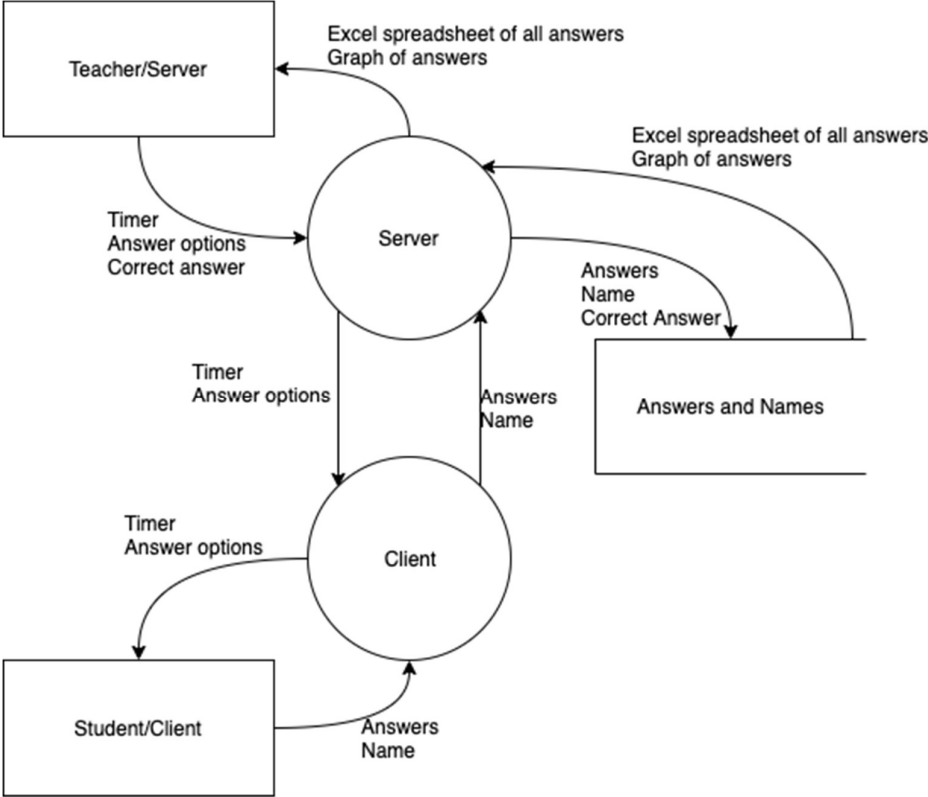 Excel spreadsheet of all answers
Graph of answers
Teacher/Server
Excel spreadsheet of all answers
Graph of answers
Timer
Answer options
Correct answer
Server
Answers
Name
Correct Answer
Timer
Answer options
Answers
Name
Answers and Names
Timer
Answer options
Client
Student/Client
Answers
Name